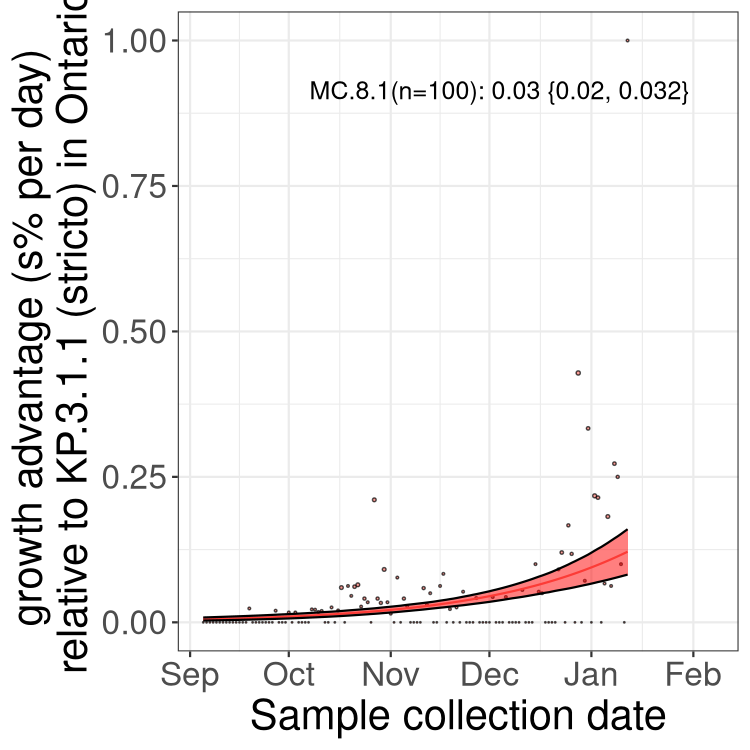 growth advantage (s% per day)
relative to KP.3.1.1 (stricto) in Ontario
1.00
0.75
0.50
0.25
0.00
MC.8.1(n=100): 0.03 {0.02, 0.032}
Sep Oct Nov Dec Jan Feb
Sample collection date